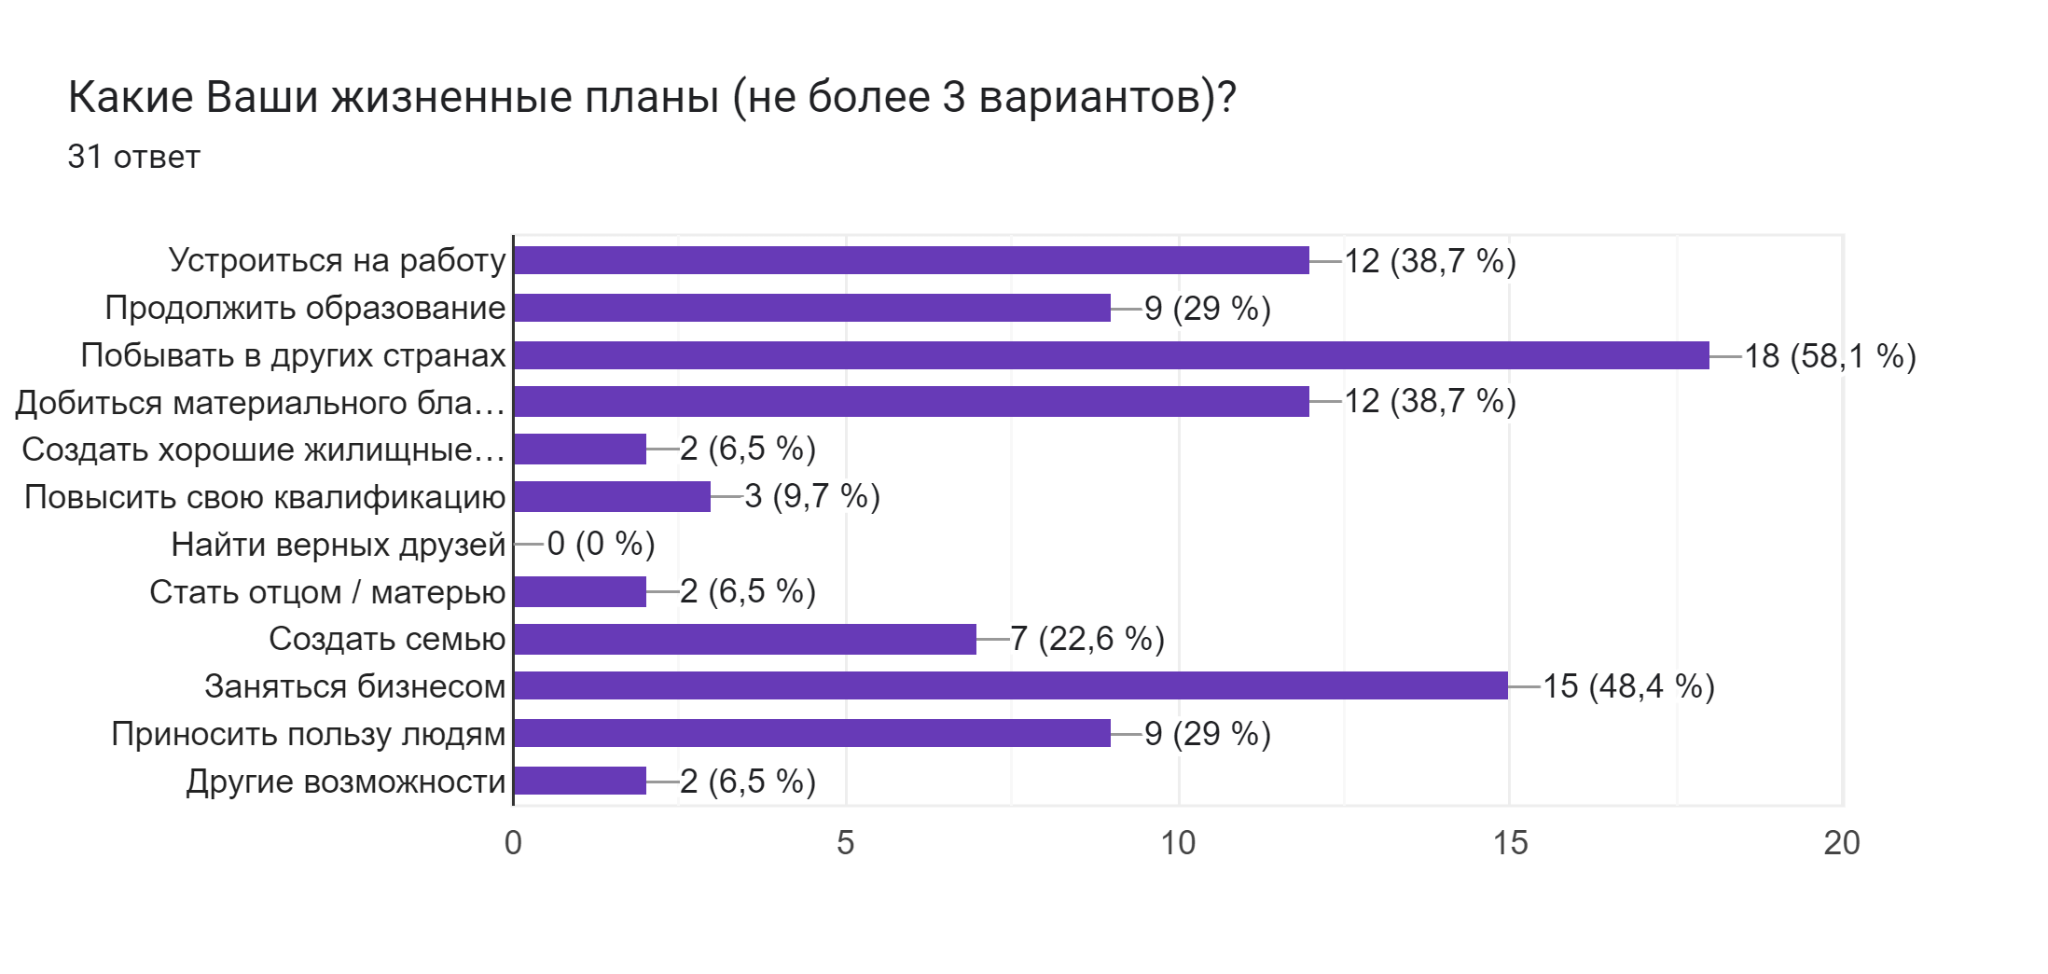 Какие Ваши жизненные планы (не более 3 вариантов)?
31 ответ
Устроиться на работу 12 (38,7 %)
Продолжить образование 9 (29 %)
Побывать в других странах 18 (58,1 %)
Добиться материального бла… 12 (38,7 %)
Создать хорошие жилищные… 2 (6,5 %)
Повысить свою квалификацию 3 (9,7 %)
Найти верных друзей 0 (0 %)
Стать отцом / матерью 2 (6,5 %)
Создать семью 7 (22,6 %)
Заняться бизнесом 15 (48,4 %)
Приносить пользу людям 9 (29 %)
Другие возможности 2 (6,5 %)
0 5 10 15 20